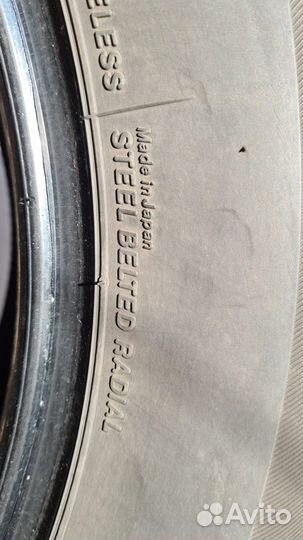 ELESS
Made in Japan
STEEL BELTED RADIAL
Avito